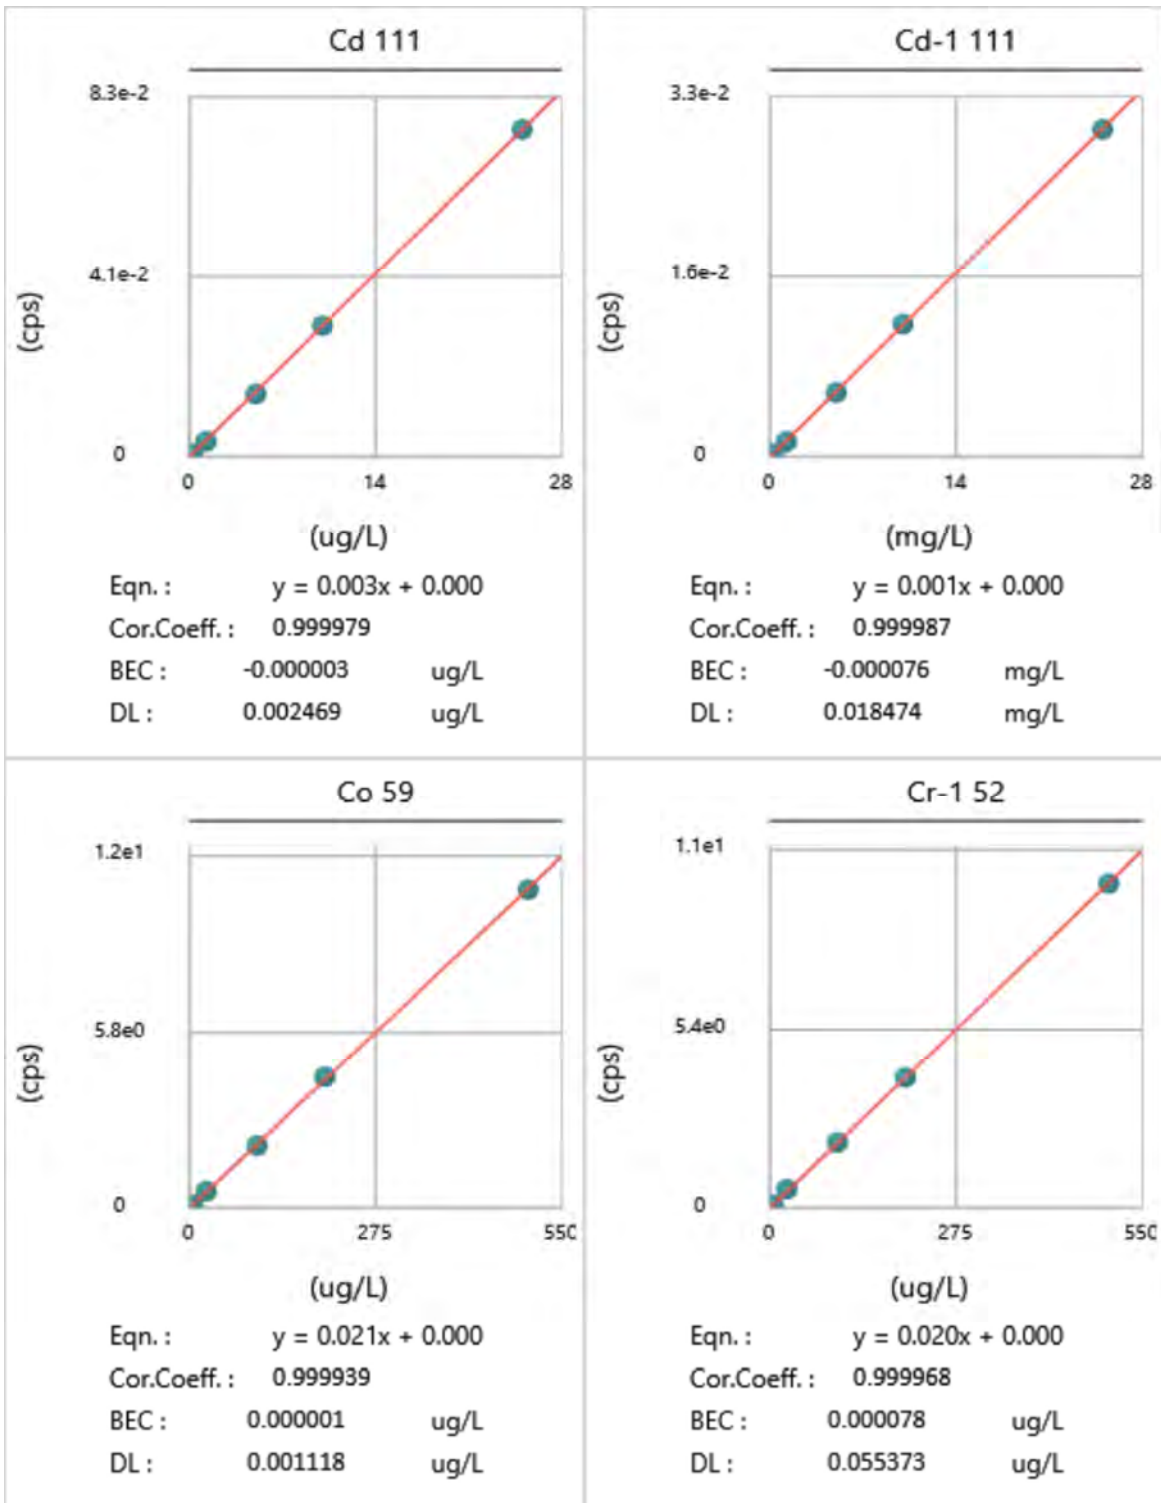 Cd 111
8.3e-2
4.1e-2
0
(cps)
0 14 28
(ug/L)
Eqn. : y = 0.003x + 0.000
Cor.Coeff. : 0.999979
BEC : -0.000003 ug/L
DL : 0.002469 ug/L
Cd-1 111
3.3e-2
1.6e-2
0
(cps)
0 14 28
(mg/L)
Eqn. : y = 0.001x + 0.000
Cor.Coeff. : 0.999987
BEC : -0.000076 mg/L
DL : 0.018474 mg/L
Co 59
1.2e1
5.8e0
0
(cps)
0 275 550
(ug/L)
Eqn. : y = 0.021x + 0.000
Cor.Coeff. : 0.999939
BEC : 0.000001 ug/L
DL : 0.001118 ug/L
Cr-1 52
1.1e1
5.4e0
0
(cps)
0 275 550
(ug/L)
Eqn. : y = 0.020x + 0.000
Cor.Coeff. : 0.999968
BEC : 0.000078 ug/L
DL : 0.055373 ug/L